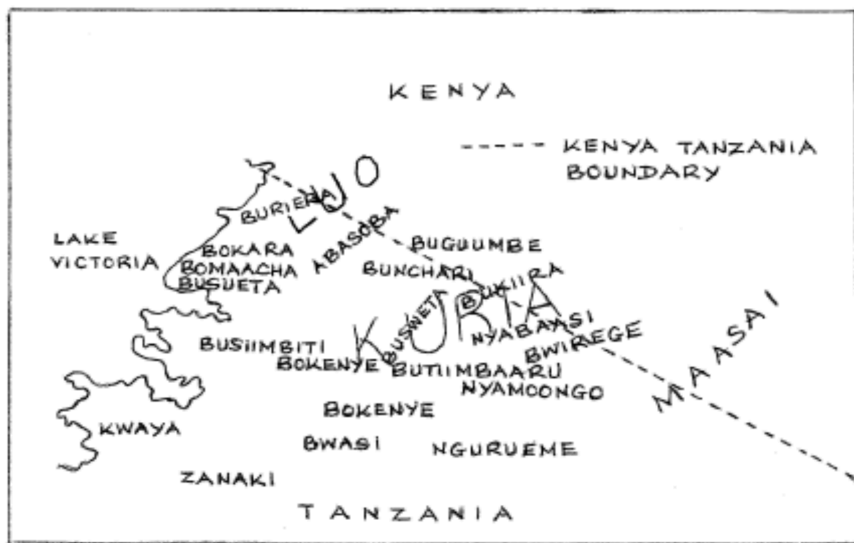 KENYA
----- KENYA TANZANIA
BOUNDARY
LUO
BURIERA
LAKE
VICTORIA
BOKARA
BOMAACHA
BUSUETA
ABASOBA
BUGUUMBE
BUNCHARI
BUKIIRA
KURIA
BUSWETA
NYABAASI
BWIREGE
BUSIIMBITI
BOKENYE
BUTIIMBAARU
NYAMOONGO
MAASAI
BOKENYE
KWAYA
BWASI
NGURUEME
ZANAKI
TANZANIA